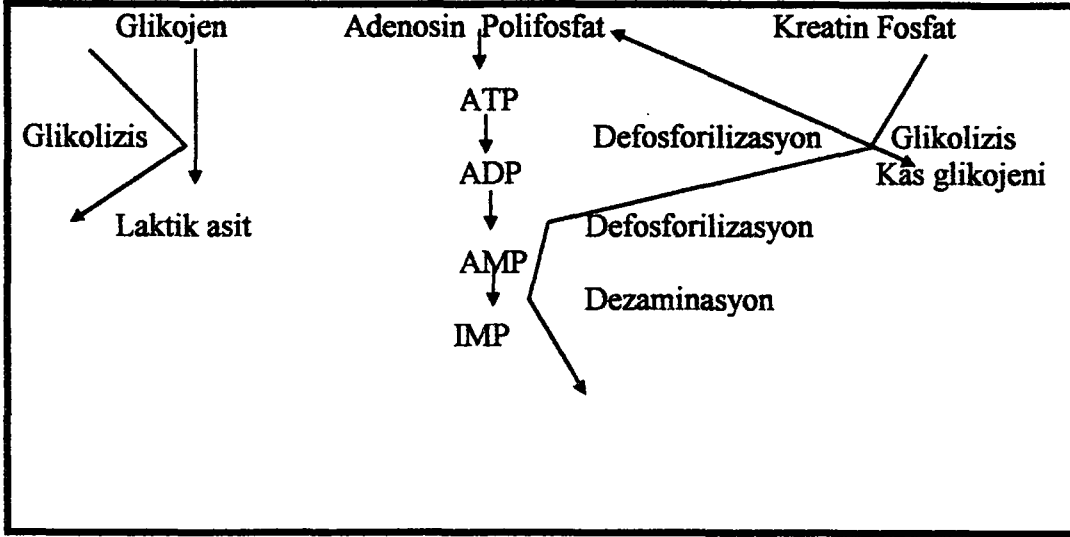 Glikojen Adenosin Polifosfat Kreatin Fosfat
ATP
Glikolizis Defosforilizasyon Glikolizis
ADP Kas glikojeni
Laktik asit Defosforilizasyon
AMP
Dezaminasyon
IMP